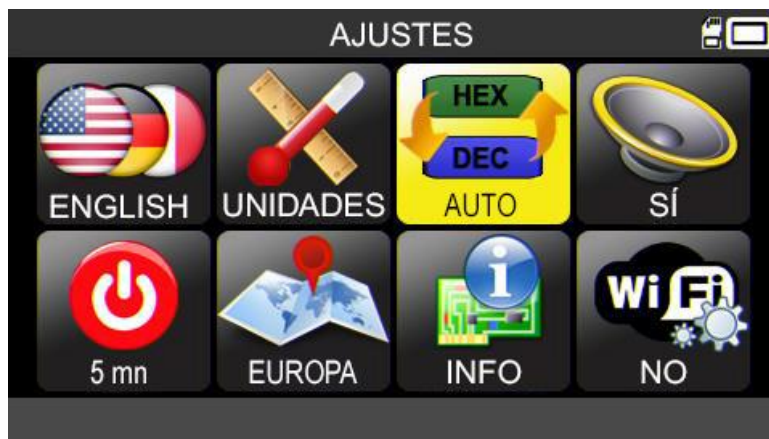 AJUSTES
HEX
DEC
ENGLISH UNIDADES AUTO SÍ
i
Wi Fi
5 mn EUROPA INFO NO